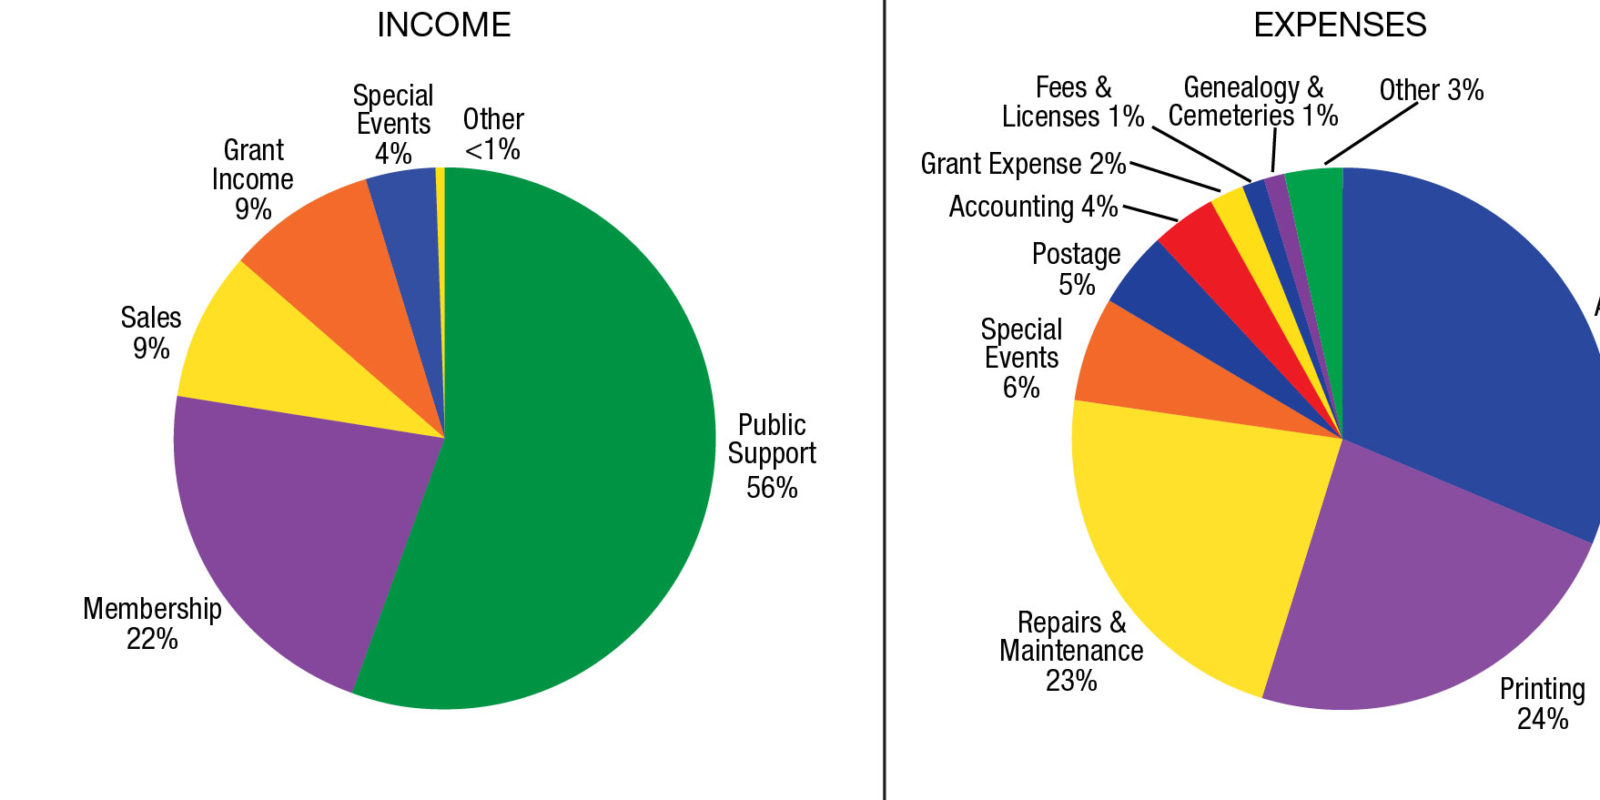 INCOME
Special
Events
4%
Other
<1%
Grant
Income
9%
Sales
9%
Public
Support
56%
Membership
22%
EXPENSES
Fees &
Licenses 1%
Genealogy &
Cemeteries 1%
Other 3%
Grant Expense 2%
Accounting 4%
Postage
5%
Special
Events
6%
Repairs &
Maintenance
23%
Printing
24%